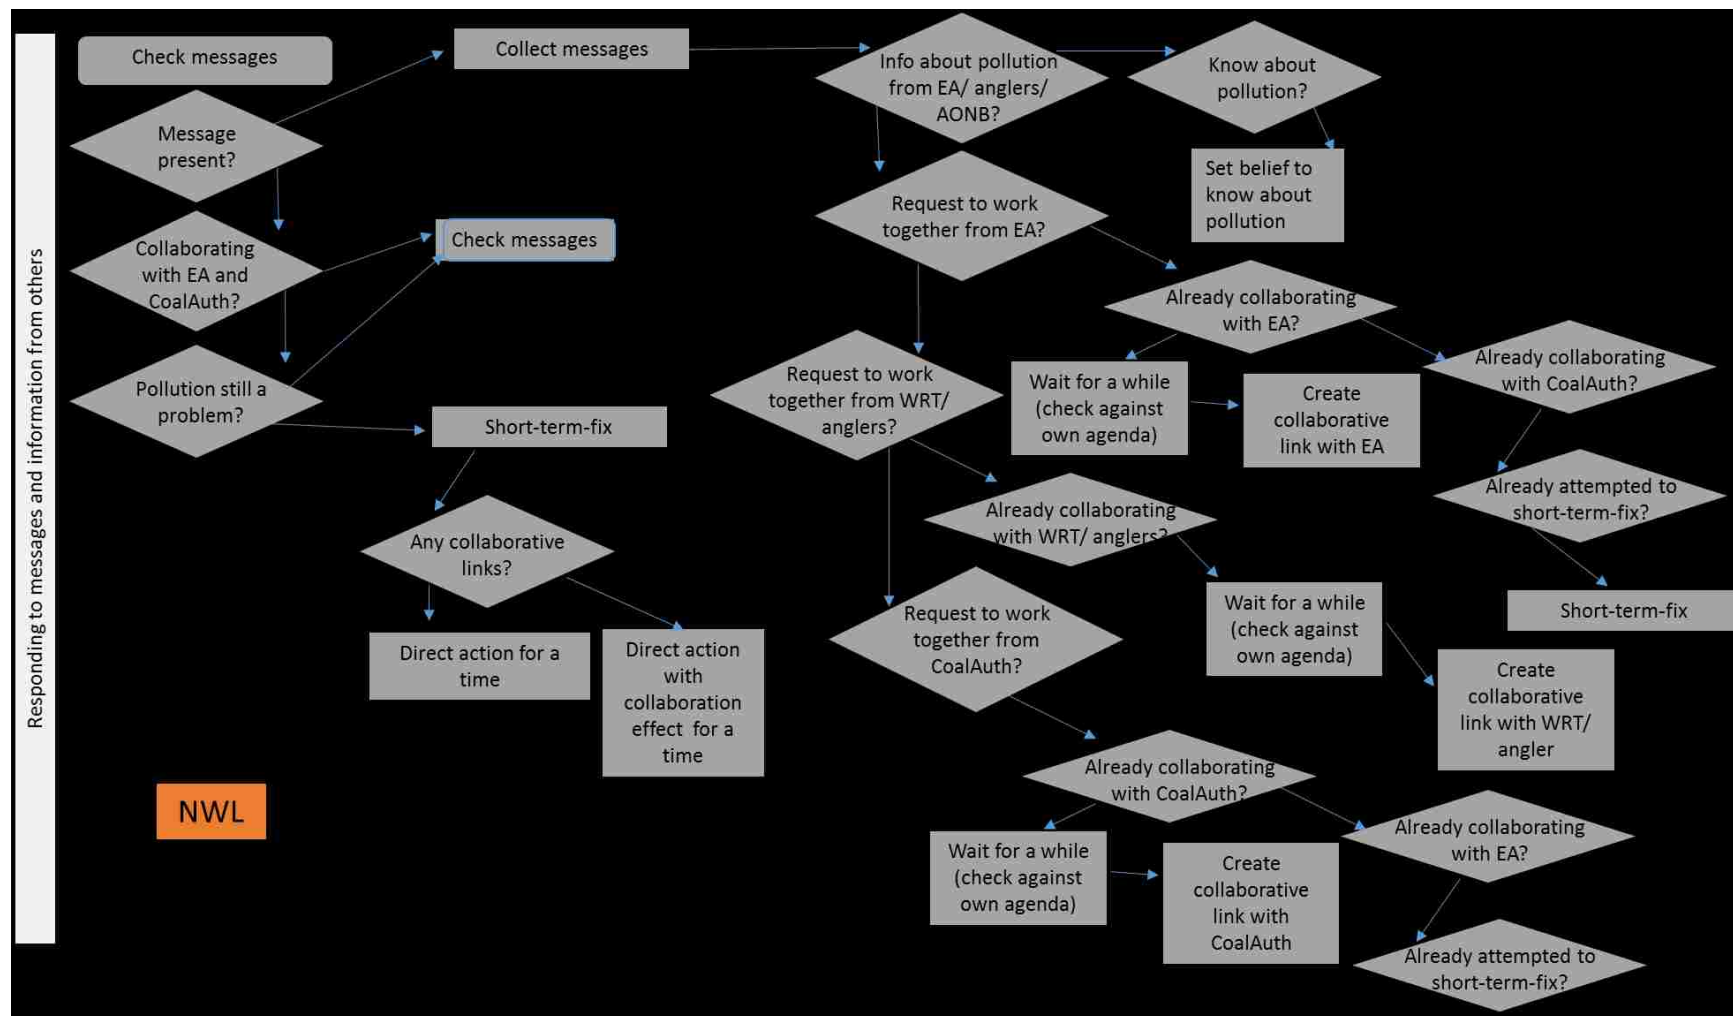 Responding to messages and information from others
Check messages
Message
present?
Collaborating
with EA and
CoalAuth?
Pollution still a
problem?
Collect messages
Check messages
Short-term-fix
Any collaborative
links?
Direct action for a
time
Direct action
with
collaboration
effect for a
time
NWL
Info about pollution
from EA/ anglers/
AONB?
Know about
pollution?
Set belief to
know about
pollution
Request to work
together from EA?
Already collaborating
with EA?
Already collaborating
with CoalAuth?
Wait for a while
(check against
own agenda)
Create
collaborative
link with EA
Already attempted to
short-term-fix?
Short-term-fix
Request to work
together from WRT/
anglers?
Already collaborating
with WRT/ anglers?
Wait for a while
(check against
own agenda)
Create
collaborative
link with WRT/
angler
Request to work
together from
CoalAuth?
Already collaborating
with CoalAuth?
Wait for a while
(check against
own agenda)
Create
collaborative
link with
CoalAuth
Already collaborating
with EA?
Already attempted to
short-term-fix?